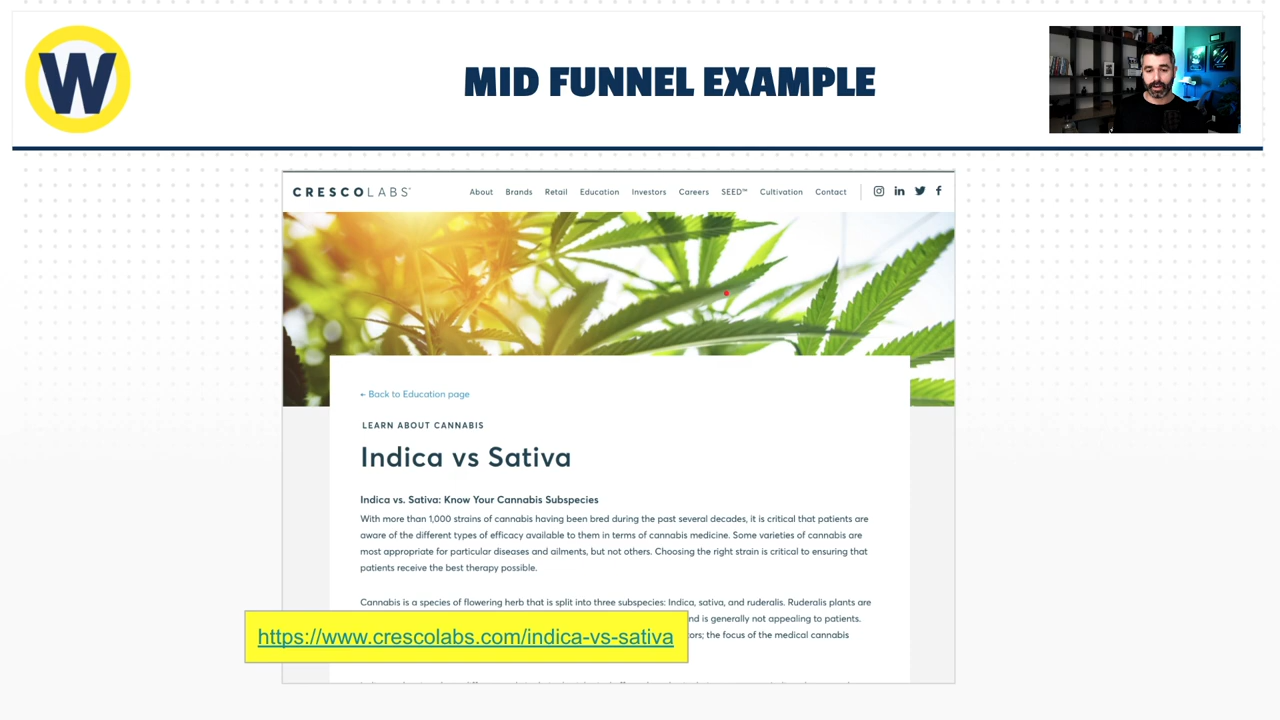 W
MID FUNNEL EXAMPLE
CRESCOLABS
About Brands Retail Education Investors Careers SEED™ Cultivation Contact
← Back to Education page
LEARN ABOUT CANNABIS
Indica vs Sativa
Indica vs. Sativa: Know Your Cannabis Subspecies
With more than 1,000 strains of cannabis having been bred during the past several decades, it is critical that patients are
aware of the different types of efficacy available to them in terms of cannabis medicine. Some varieties of cannabis are
most appropriate for particular diseases and ailments, but not others. Choosing the right strain is critical to ensuring that
patients receive the best therapy possible.
Cannabis is a species of flowering herb that is split into three subspecies: Indica, sativa, and ruderalis. Ruderalis plants are
nd is generally not appealing to patients.
https://www.crescolabs.com/indica-vs-sativa
tors; the focus of the medical cannabis